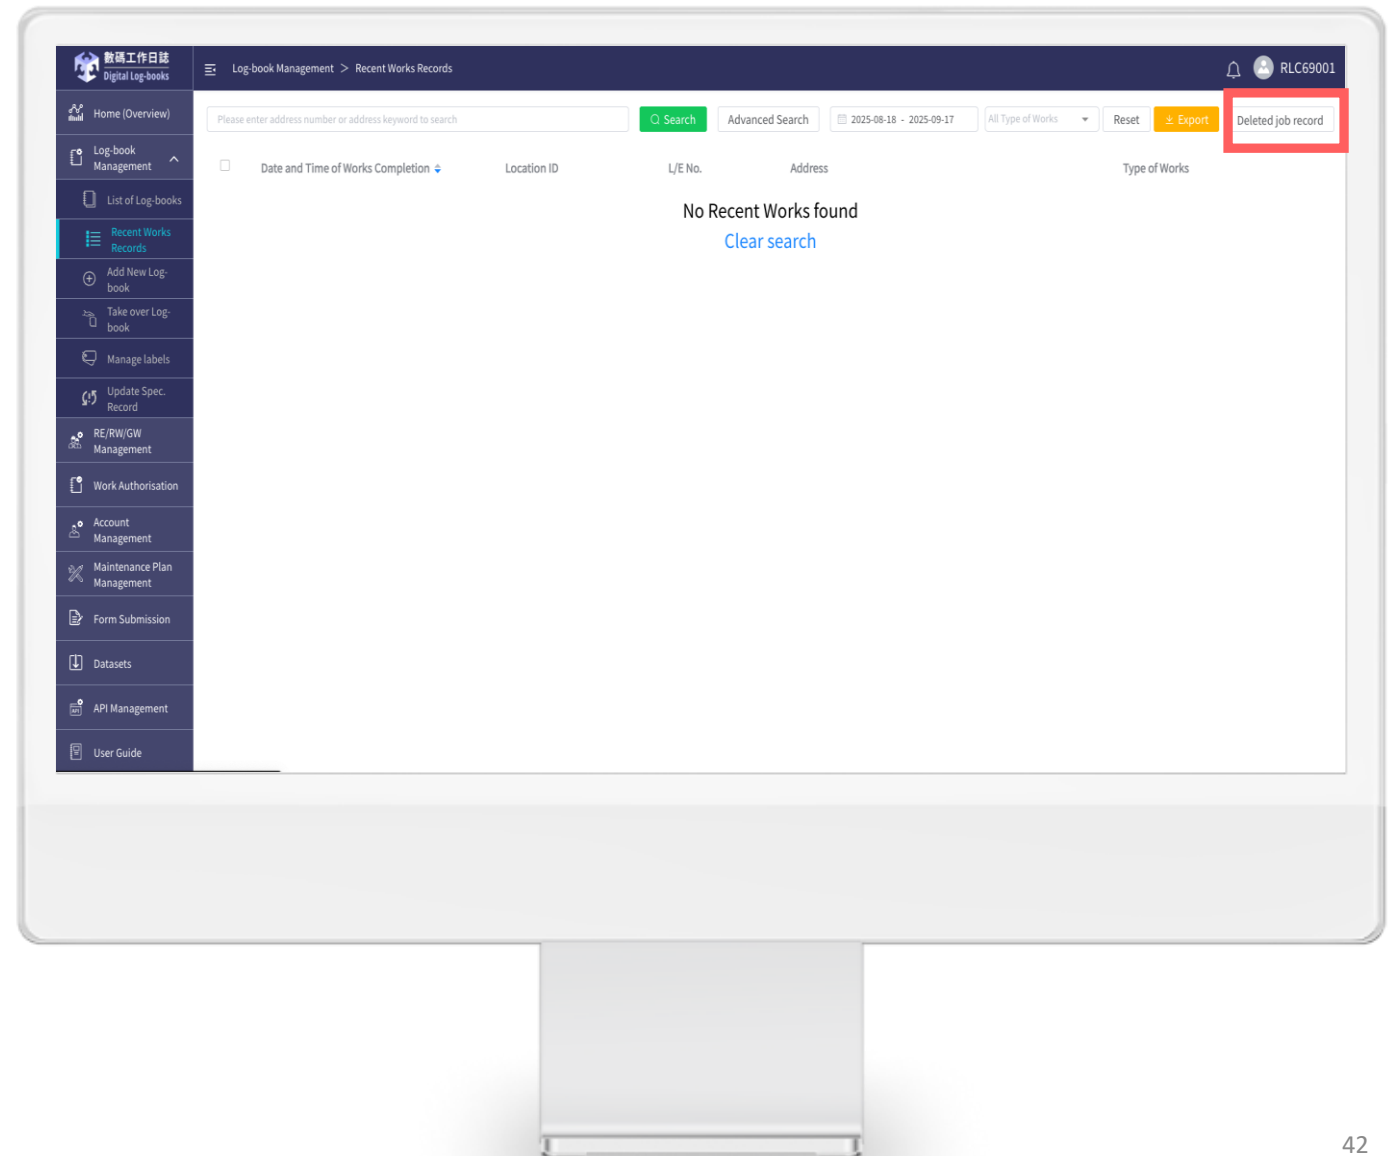 數碼工作日誌
Digital Log-books
Log-book Management > Recent Works Records
RLC69001
Home (Overview)
Log-book
Management
List of Log-books
Recent Works
Records
Add New Log-
book
Take over Log-
book
Manage labels
Update Spec.
Record
RE/RW/GW
Management
Work Authorisation
Account
Management
Maintenance Plan
Management
Form Submission
Datasets
API Management
User Guide
Please enter address number or address keyword to search
Search
Advanced Search
2025-08-18 - 2025-09-17
All Type of Works
Reset
Export
Deleted job record
Date and Time of Works Completion
Location ID
L/E No.
Address
Type of Works
No Recent Works found
Clear search
42